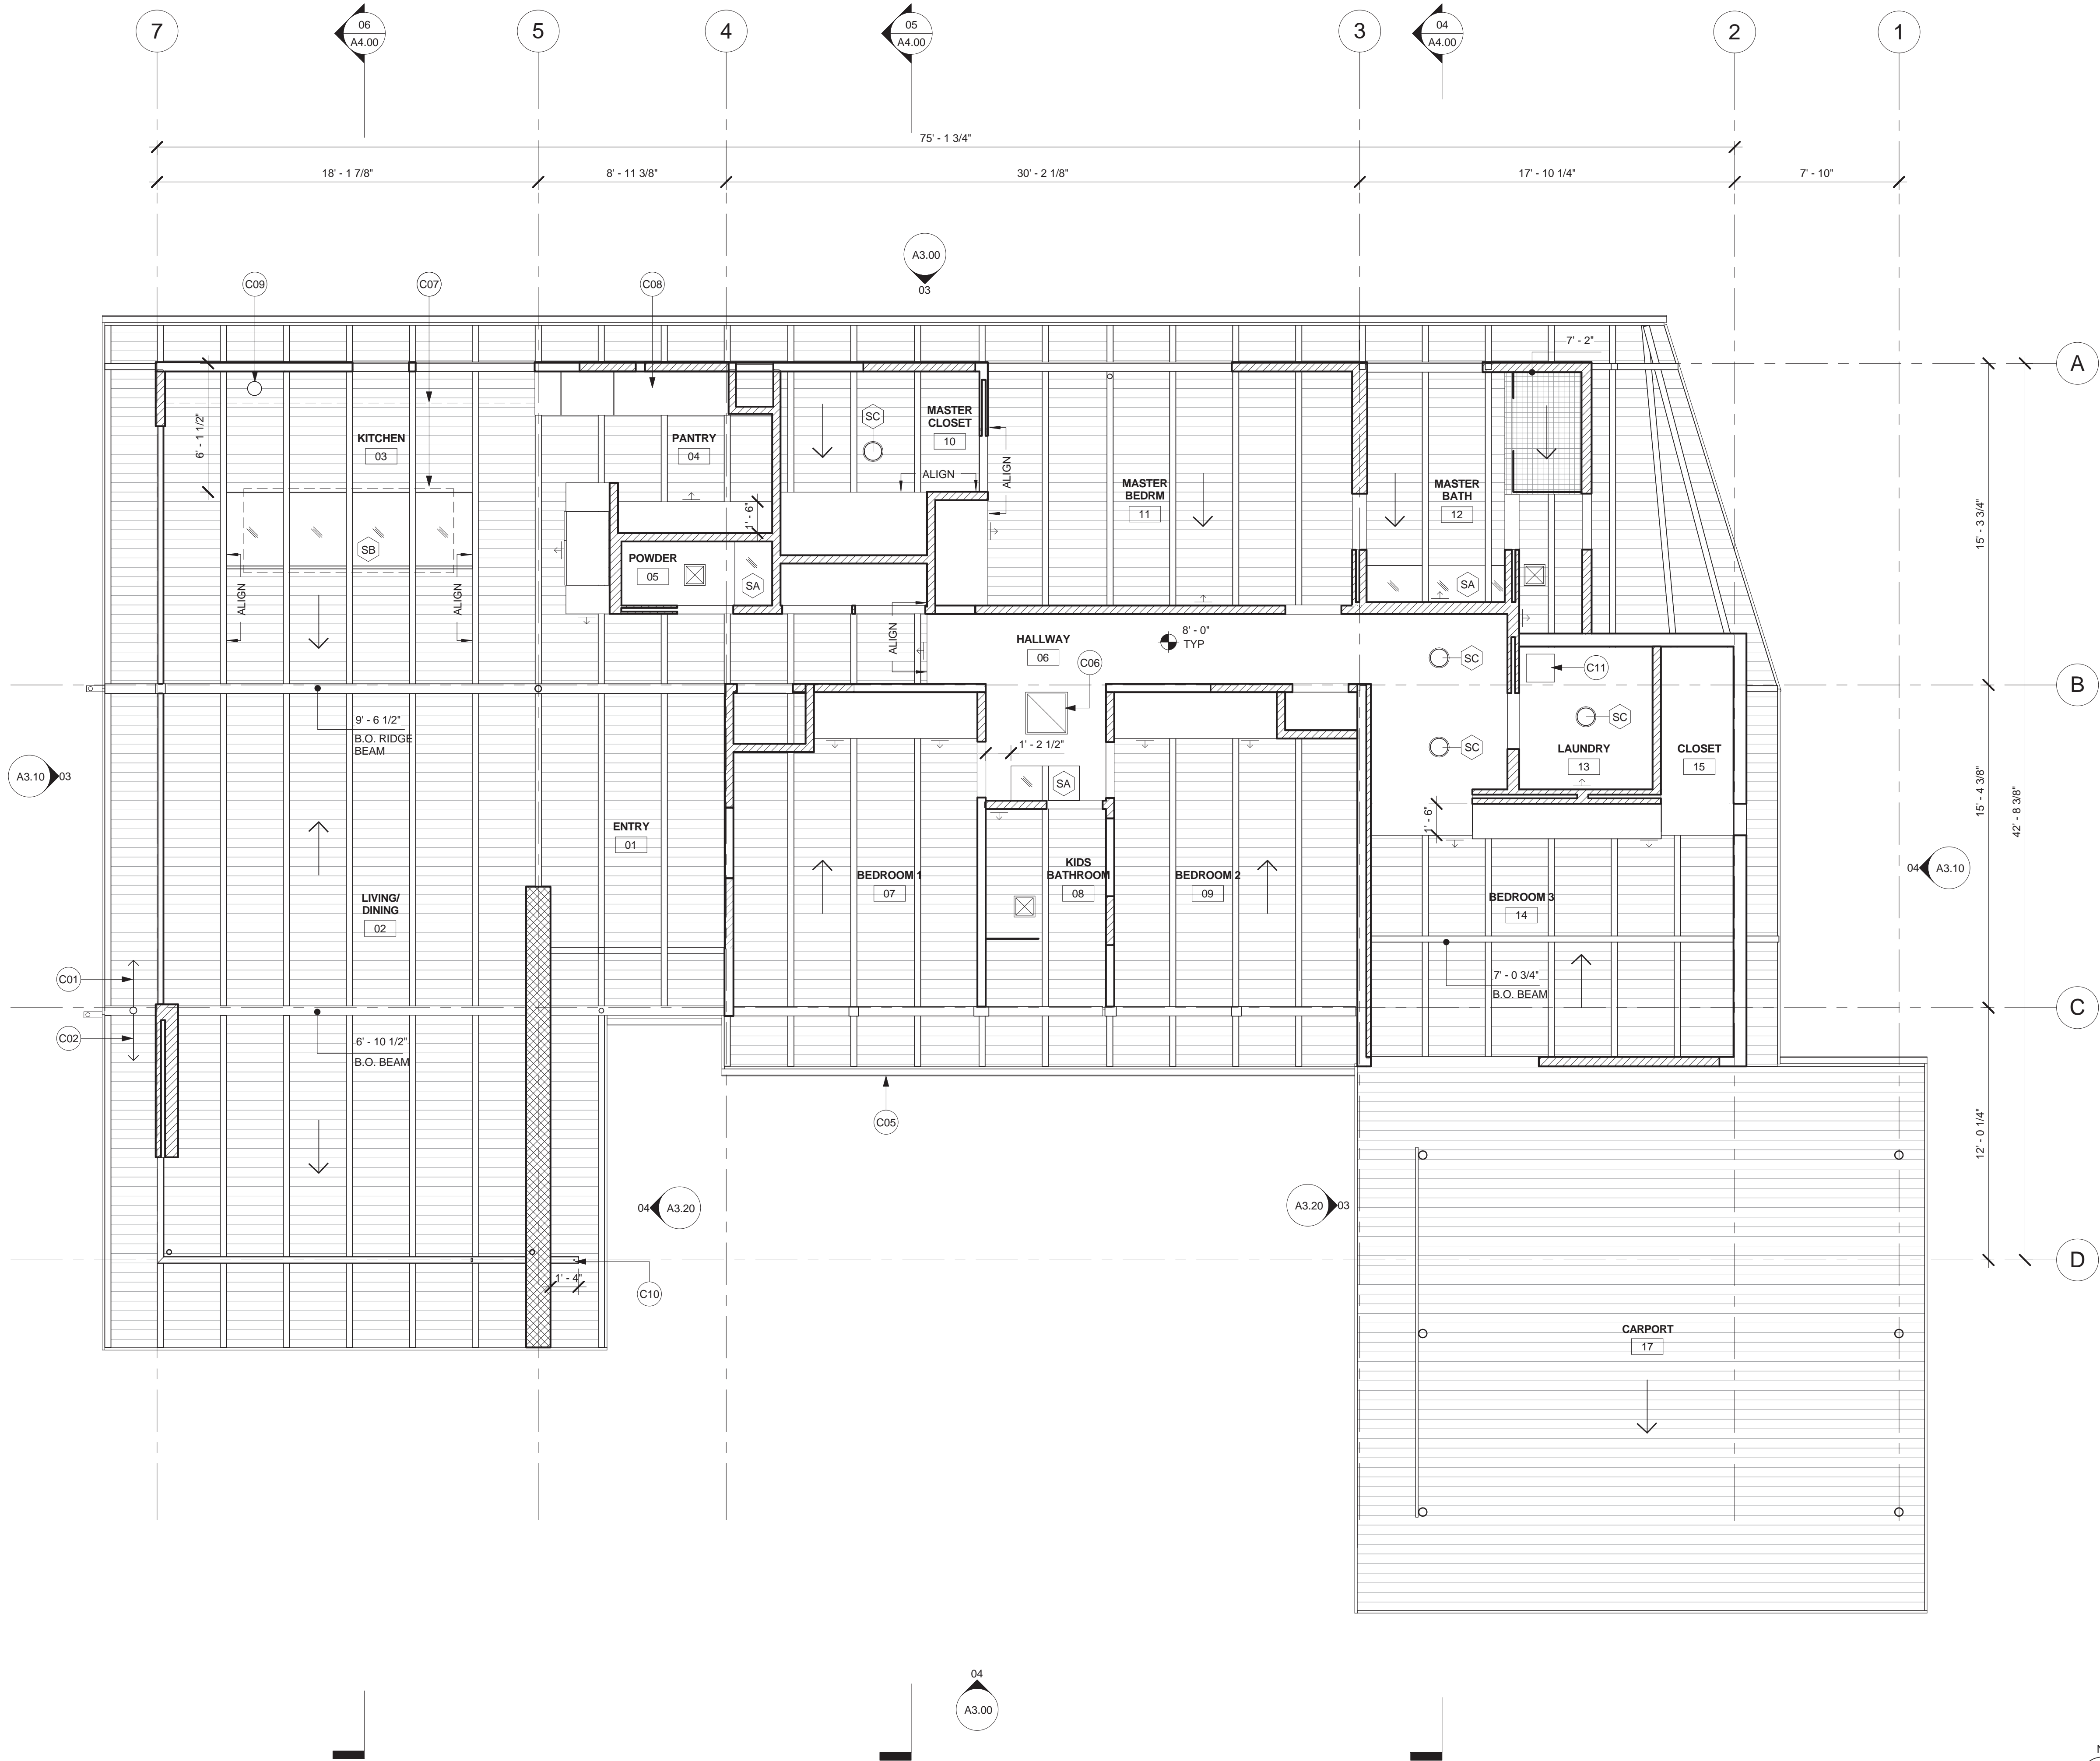 7
06
A4.00
5
4
05
A4.00
3
04
A4.00
2
1
75' - 1 3/4"
18' - 1 7/8"
8' - 11 3/8"
30' - 2 1/8"
17' - 10 1/4"
7' - 10"
A3.00
03
C09
C07
C08
7' - 2"
A
6' - 1 1/2"
KITCHEN
03
PANTRY
04
SC
MASTER
CLOSET
10
ALIGN
ALIGN
MASTER
BEDRM
11
MASTER
BATH
12
1' - 6"
15' - 3 3/4"
SB
POWDER
05
SA
SA
ALIGN
ALIGN
ALIGN
HALLWAY
06
8' - 0"
TYP
C06
SC
C11
B
9' - 6 1/2"
B.O. RIDGE
BEAM
1' - 2 1/2"
SA
SC
SC
LAUNDRY
13
CLOSET
15
A3.10
03
15' - 4 3/8"
42' - 8 3/8"
ENTRY
01
1' - 6"
LIVING/
DINING
02
BEDROOM 1
07
KIDS
BATHROOM
08
BEDROOM 2
09
BEDROOM 3
14
04
A3.10
C01
7' - 0 3/4"
B.O. BEAM
C
C02
6' - 10 1/2"
B.O. BEAM
C05
12' - 0 1/4"
04
A3.20
A3.20
03
D
1' - 4"
C10
CARPORT
17
04
A3.00